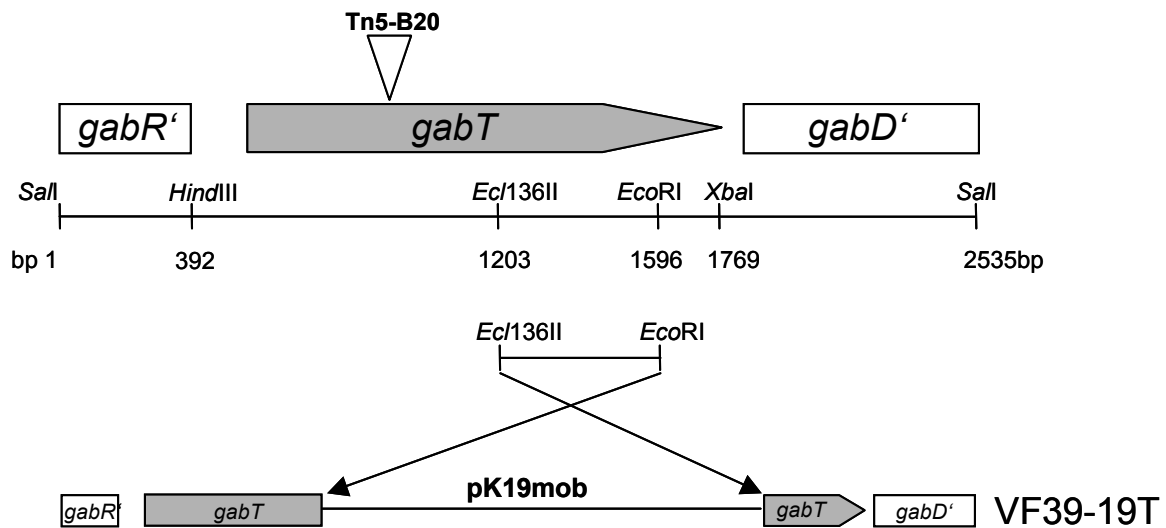 Tn5-B20
gabR‘ gabT gabD‘
SalI HindIII Ecl136II EcoRI XbaI SalI
bp 1 392 1203 1596 1769 2535bp
Ecl136II EcoRI
pK19mob
gabR‘ gabT gabT gabD‘ VF39-19T